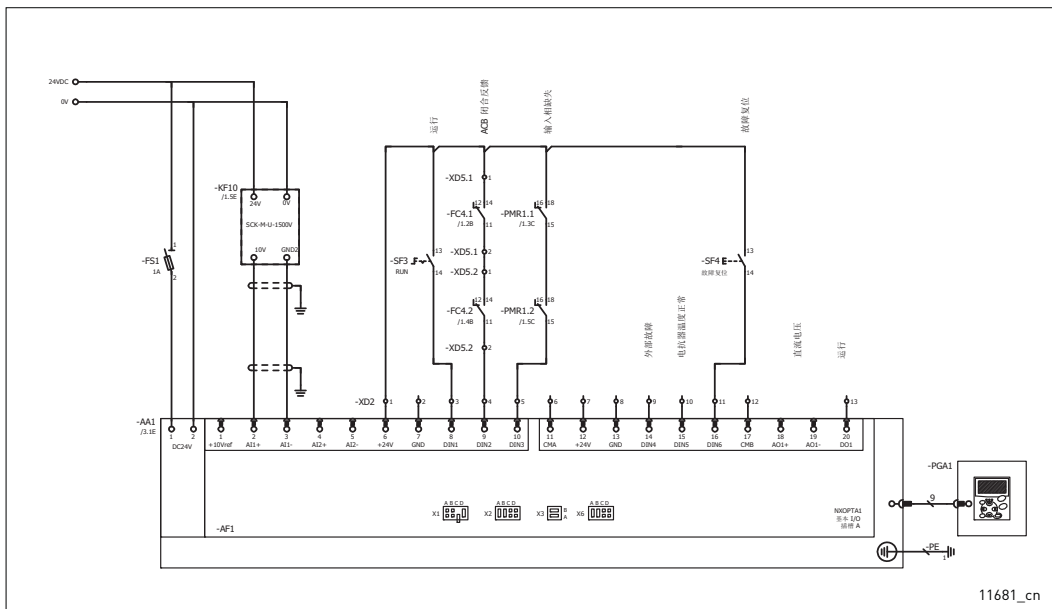 24VDC
0V
运行
ACB 闭合反馈
输入相缺失
故障复位
-KF10
/1.5E
24V
0V
SCK-M-U-1500V
10V
GND2
-FS1
1A
1
2
-XD5.1
1
-FC4.1
/1.2B
12
14
11
-PMR1.1
/1.3C
16
18
15
-SF3
RUN
13
14
-XD5.1
2
-XD5.2
1
-SF4
故障复位
13
14
-FC4.2
/1.4B
12
14
11
-PMR1.2
/1.5C
16
18
15
-XD5.2
2
外部故障
电抗器温度正常
直流电压
运行
-XD2
1
2
3
4
5
6
7
8
9
10
11
12
13
-AA1
/3.1E
1
2
DC24V
1
2
3
4
5
6
7
8
9
10
11
12
13
14
15
16
17
18
19
20
+10Vref
AI1+
AI1-
AI2+
AI2-
+24V
GND
DIN1
DIN2
DIN3
CMA
+24V
GND
DIN4
DIN5
DIN6
CMB
AO1+
AO1-
DO1
-PGA1
9
A B C D
X1
A B C D
X2
X3
B
A
A B C D
X6
-AF1
NXOPTA1
基本 I/O
插槽 A
-PE
1
11681_cn